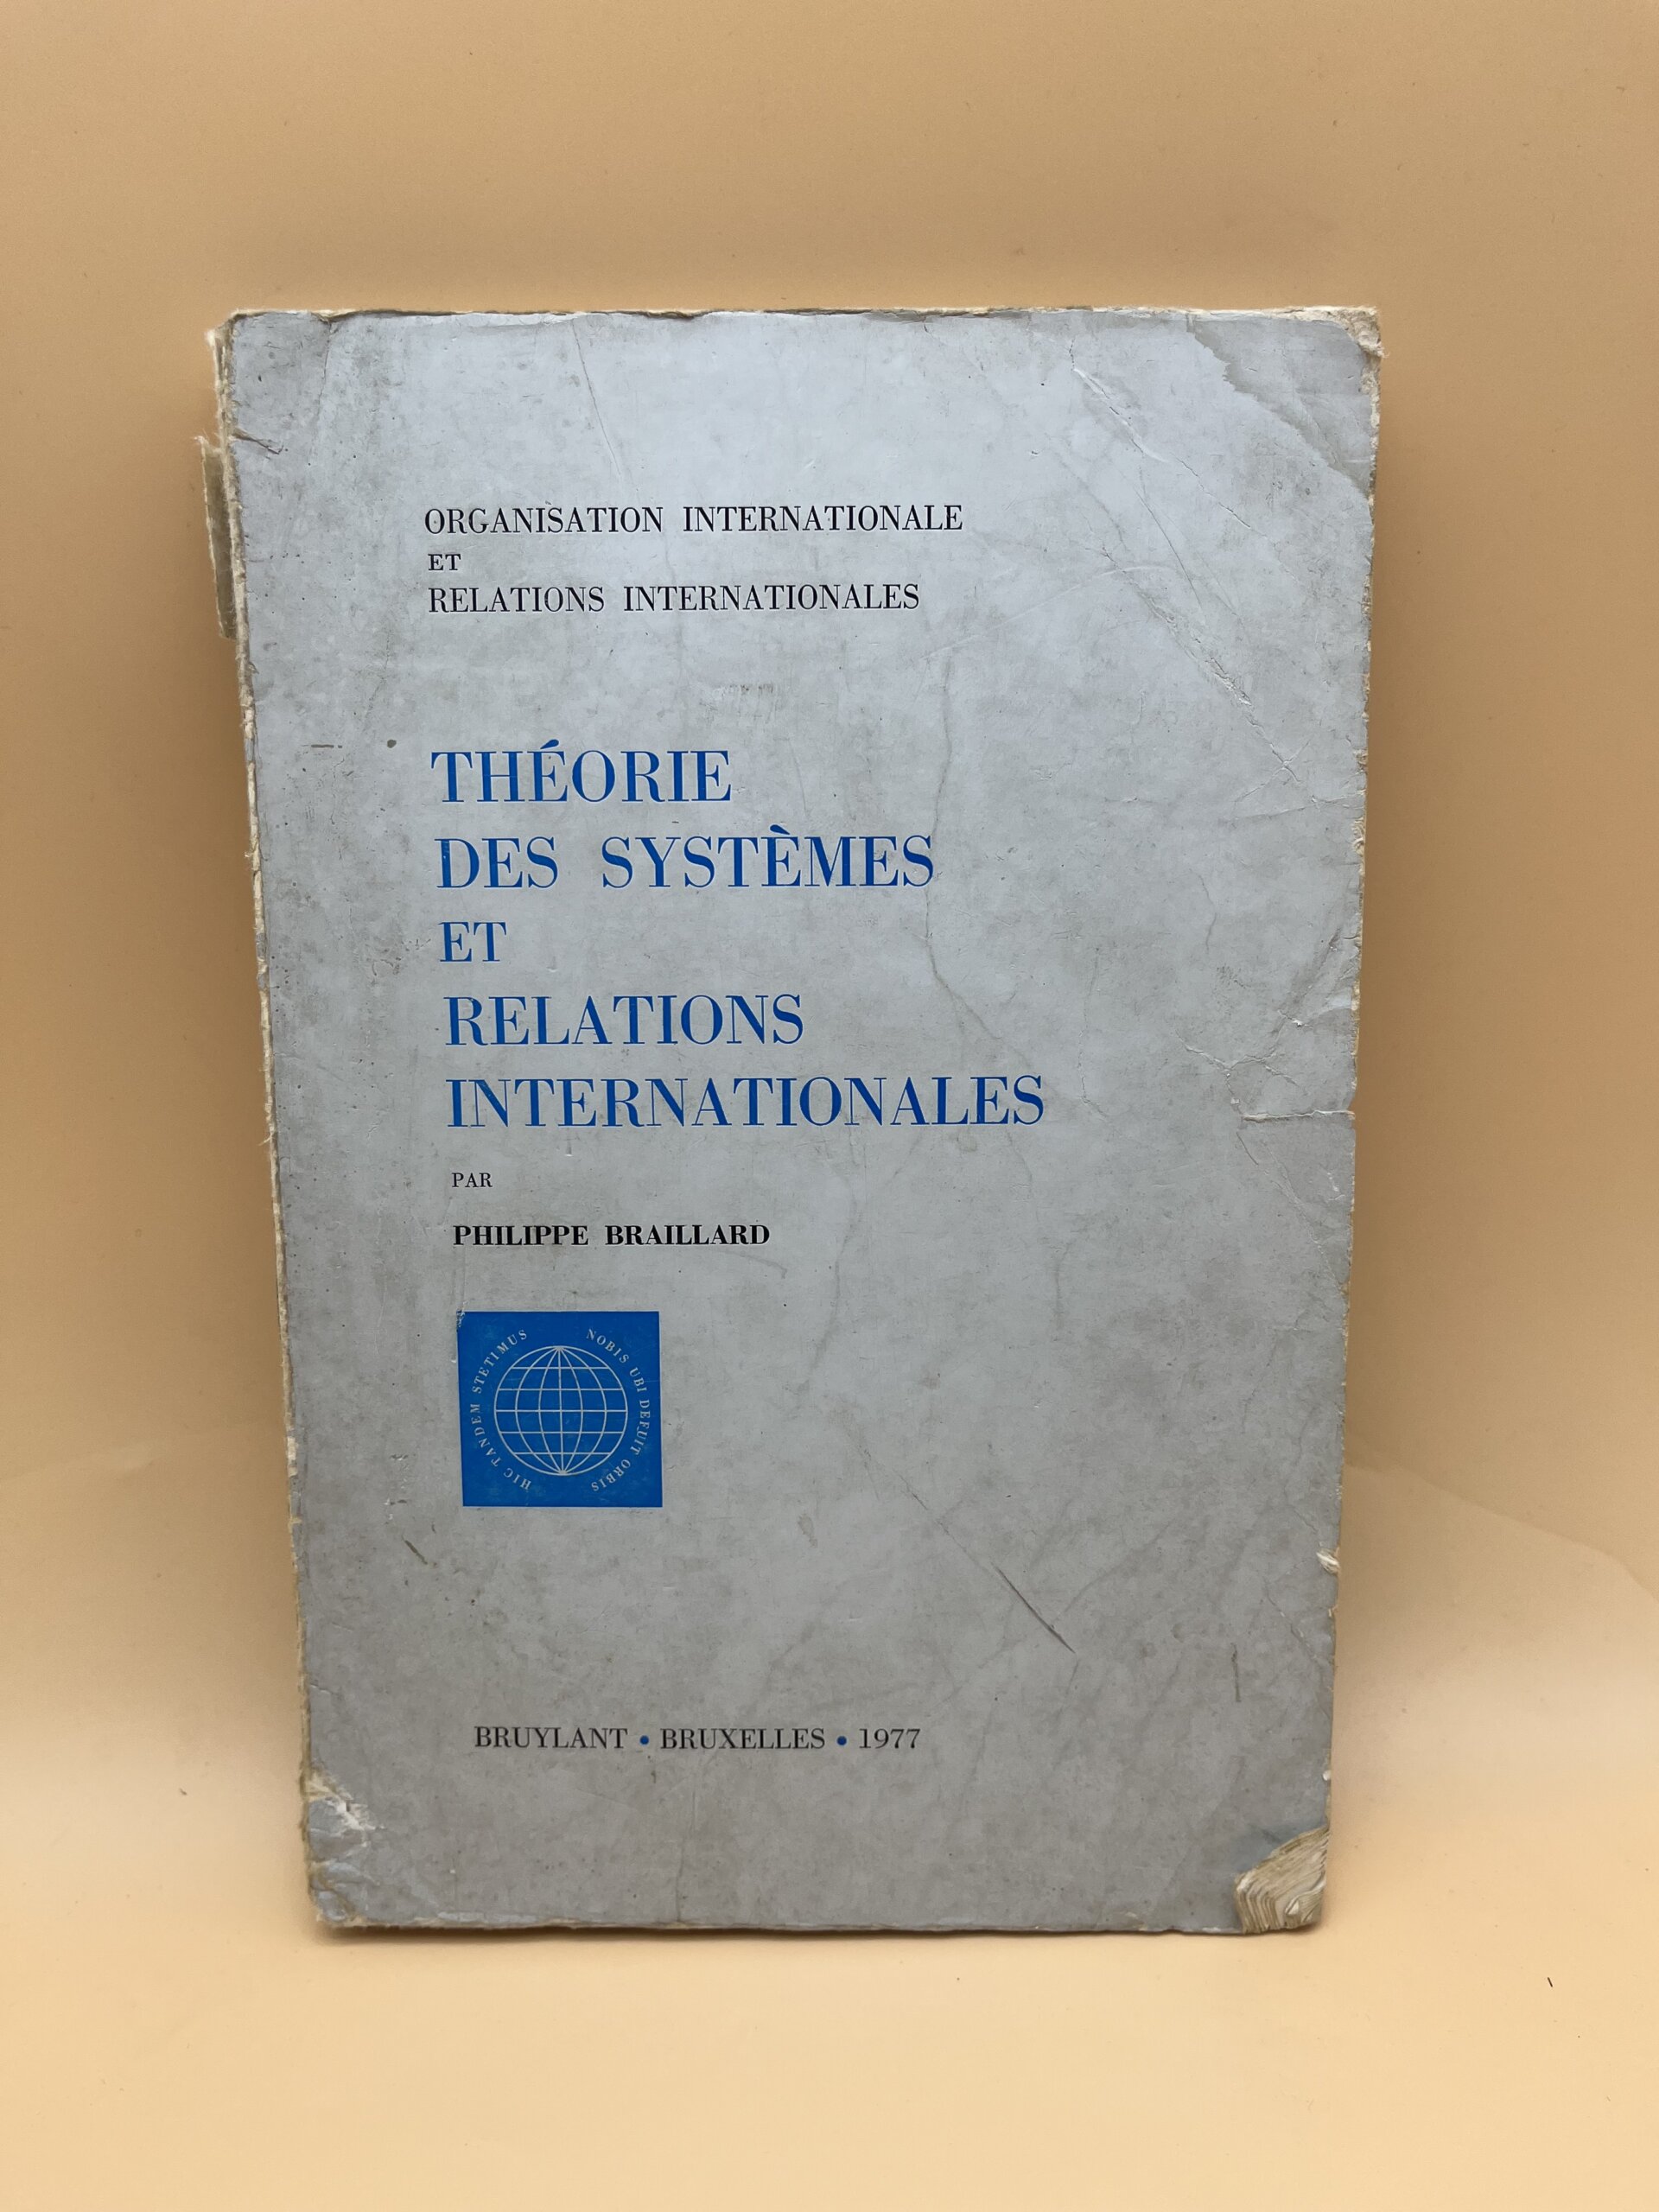 ORGANISATION INTERNATIONALE
ET
RELATIONS INTERNATIONALES
THÉORIE
DES SYSTÈMES
ET
RELATIONS
INTERNATIONALES
PAR
PHILIPPE BRAILLARD
HIC TANDEM STETIMUS
NOBIS UBI DEFUIT ORBIS
BRUYLANT • BRUXELLES • 1977